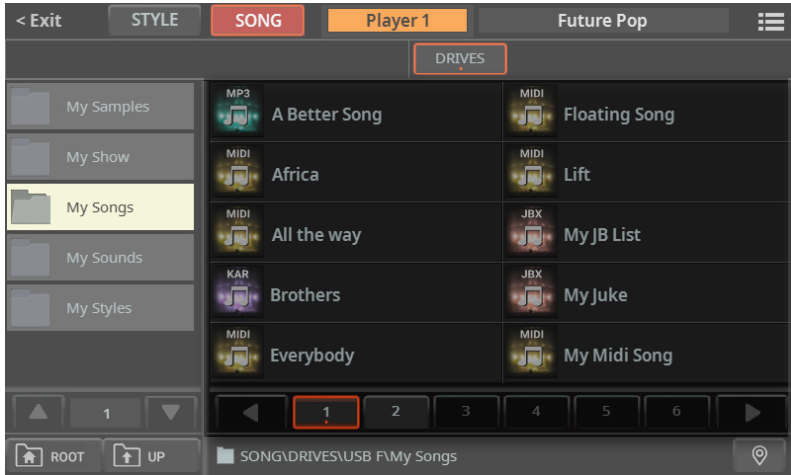 < Exit
STYLE
SONG
Player 1
Future Pop
DRIVES
My Samples
My Show
My Songs
My Sounds
My Styles
1
ROOT
UP
MP3
A Better Song
MIDI
Africa
MIDI
All the way
KAR
Brothers
MIDI
Everybody
MIDI
Floating Song
MIDI
Lift
JBX
My JB List
JBX
My Juke
MIDI
My Midi Song
1 2 3 4 5 6
SONG\DRIVES\USB F\My Songs